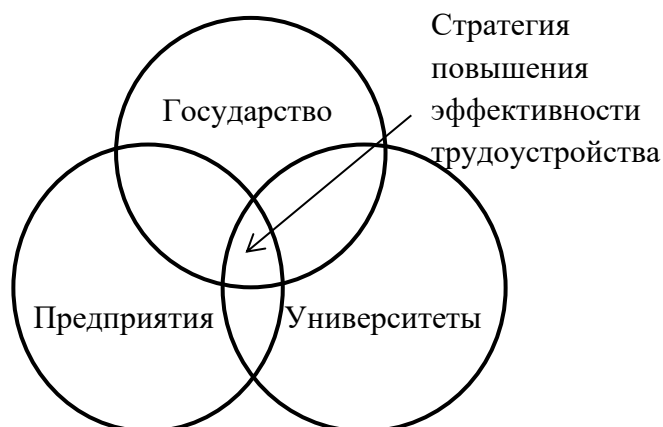 Стратегия
повышения
эффективности
трудоустройства
Государство
Предприятия
Университеты